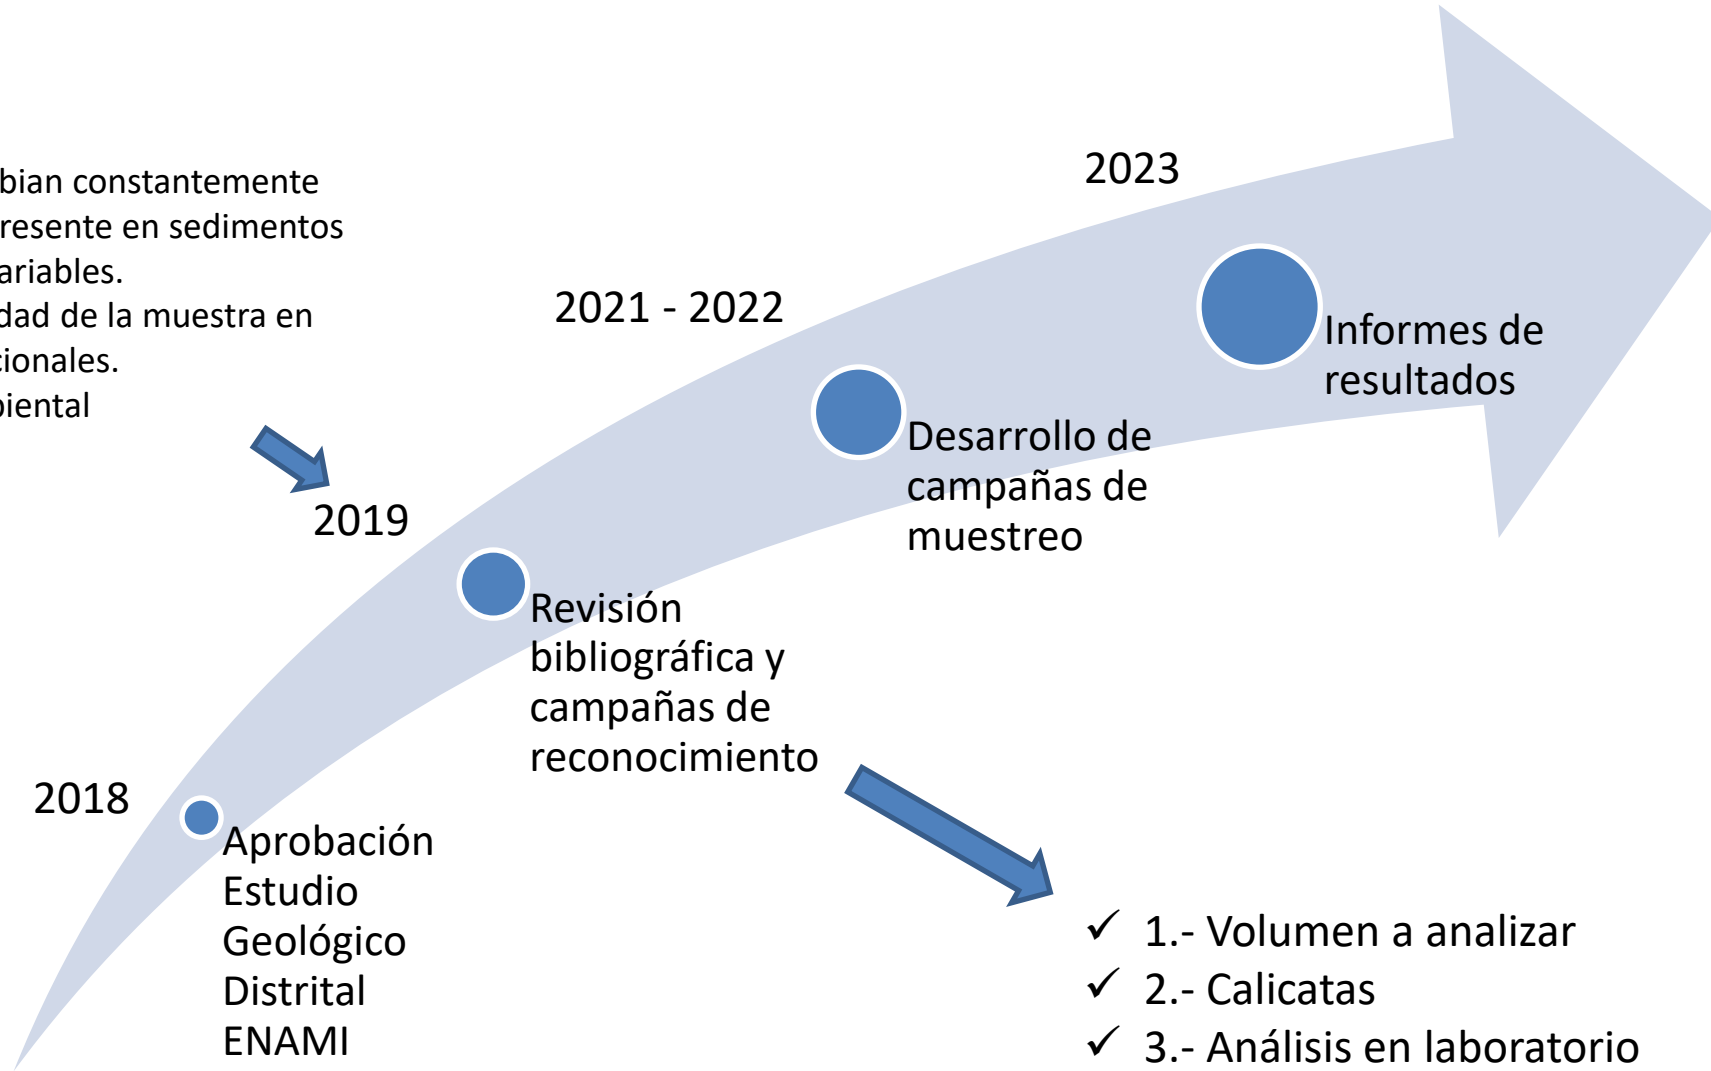 bian constantemente
resente en sedimentos
ariables.
dad de la muestra en
cionales.
biental
2018
Aprobación
Estudio
Geológico
Distrital
ENAMI
2019
Revisión
bibliográfica y
campañas de
reconocimiento
2021 - 2022
Desarrollo de
campañas de
muestreo
2023
Informes de
resultados
✓ 1.- Volumen a analizar
✓ 2.- Calicatas
✓ 3.- Análisis en laboratorio